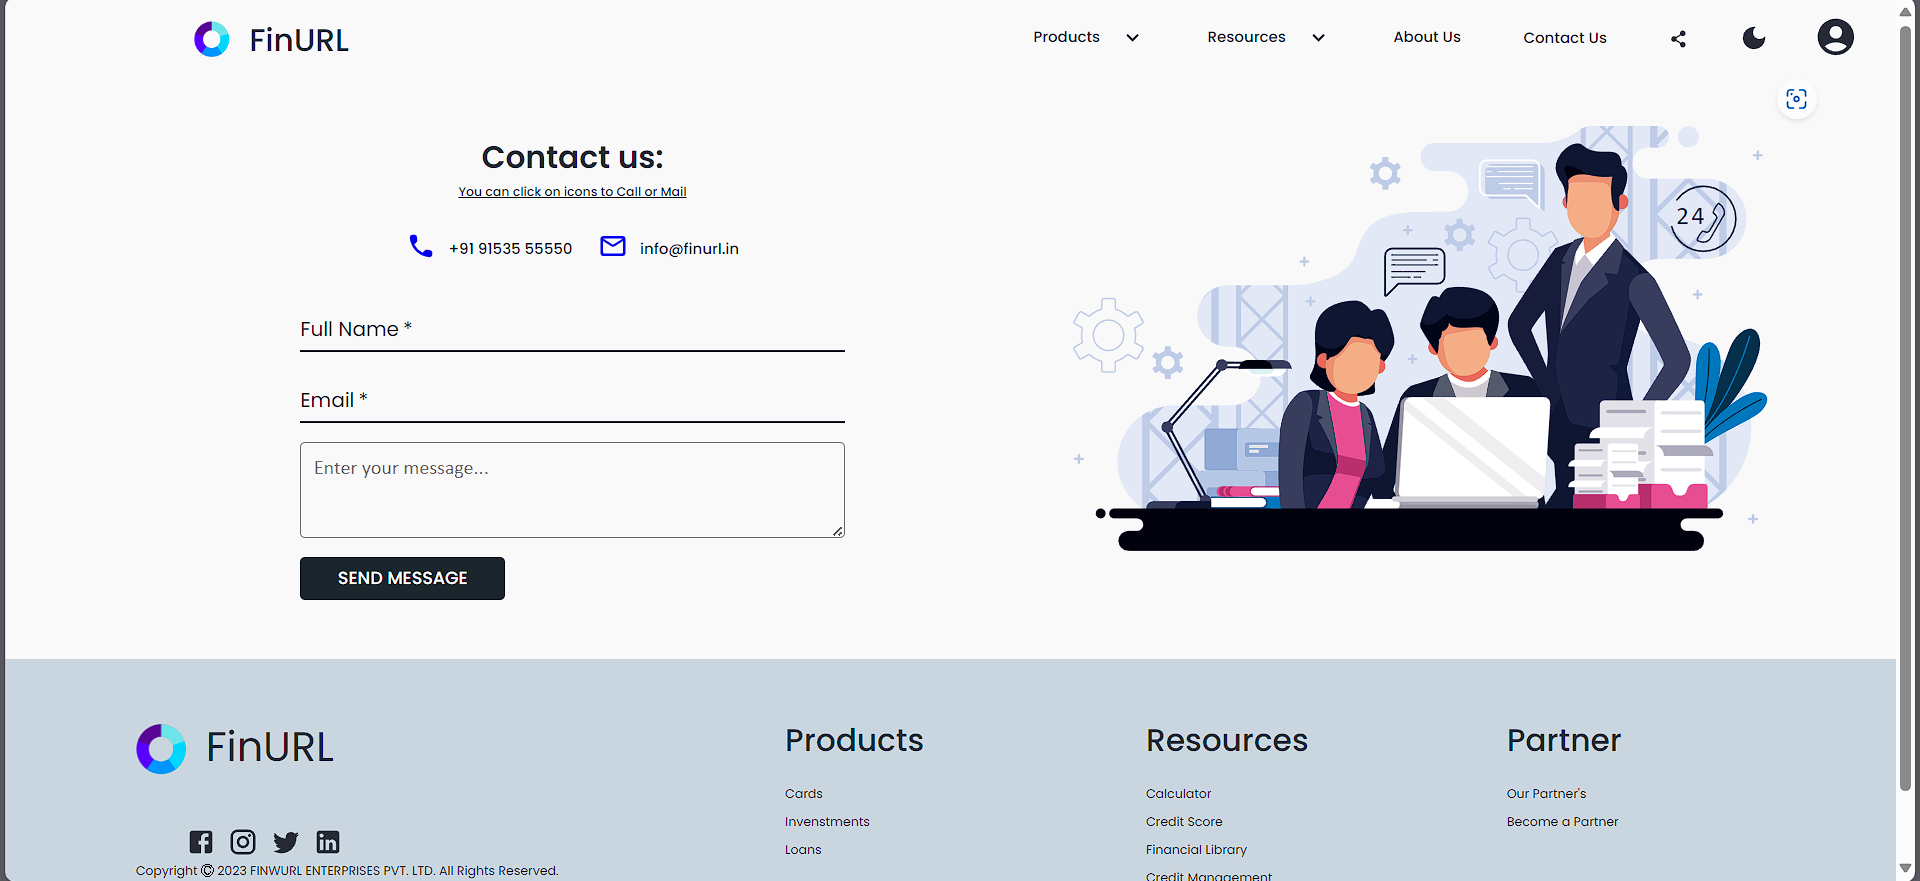 FinURL
Products
Resources
About Us
Contact Us
Contact us:
You can click on icons to Call or Mail
+91 91535 55550
info@finurl.in
Full Name *
Email *
Enter your message...
SEND MESSAGE
24
FinURL
Copyright © 2023 FINWURL ENTERPRISES PVT. LTD. All Rights Reserved.
Products
Cards
Invenstments
Loans
Resources
Calculator
Credit Score
Financial Library
Credit Management
Partner
Our Partner's
Become a Partner